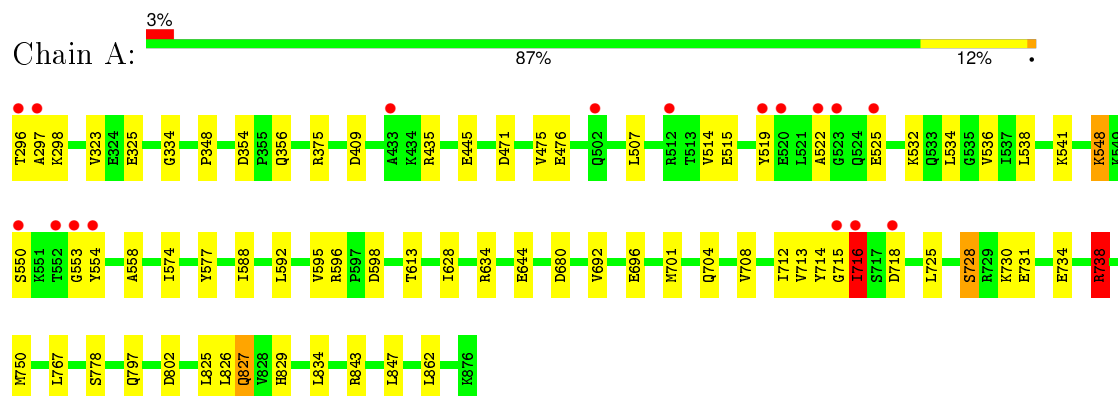 3%
Chain A:
87% 12% •
T296 A297 K298 V323 E324 E325 G334 P348 D354 P355 Q356 R375 D409 A433 K434 R435 E445 D471 V475 E476 Q502 L507 R512 T513 V514 E515 Y519 E520 L521 A522 G523 Q524 E525 K532 Q533 L534 G535 V536 I537 L538 K541 K548 K549
S550 K551 T552 G553 Y554 A558 I574 Y577 I588 L592 V595 R596 P597 D598 T613 I628 R634 E644 D680 V692 E696 M701 Q704 V708 I712 V713 Y714 G715 I716 S717 D718 L725 S728 R729 K730 E731 E734 R738
M750 L767 S778 Q797 D802 L825 L826 Q827 V828 H829 L834 R843 L847 L862 K876